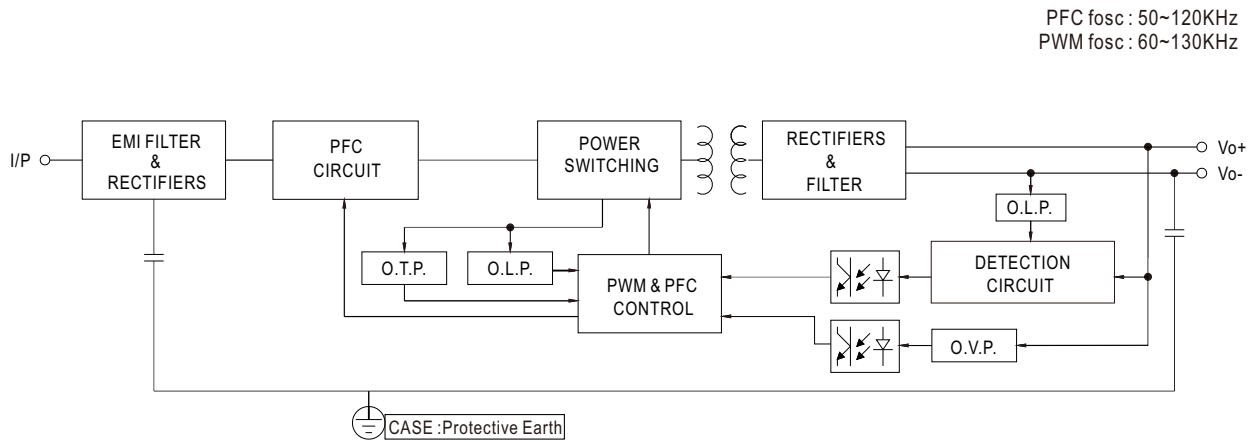 PFC fosc : 50~120KHz
PWM fosc : 60~130KHz
I/P
EMI FILTER
&
RECTIFIERS
PFC
CIRCUIT
POWER
SWITCHING
RECTIFIERS
&
FILTER
Vo+
Vo-
O.L.P.
O.T.P.
O.L.P.
PWM & PFC
CONTROL
DETECTION
CIRCUIT
O.V.P.
CASE :Protective Earth